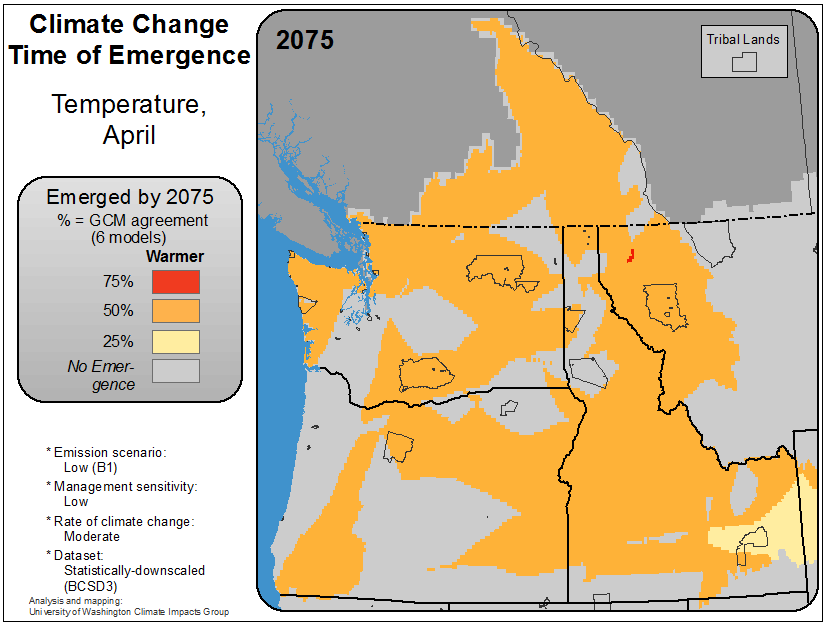 Climate Change
Time of Emergence
Temperature,
April
Emerged by 2075
% = GCM agreement
(6 models)
Warmer
75%
50%
25%
No Emer-
gence
* Emission scenario:
Low (B1)
* Management sensitivity:
Low
* Rate of climate change:
Moderate
* Dataset:
Statistically-downscaled
(BCSD3)
Analysis and mapping:
University of Washington Climate Impacts Group
2075
Tribal Lands